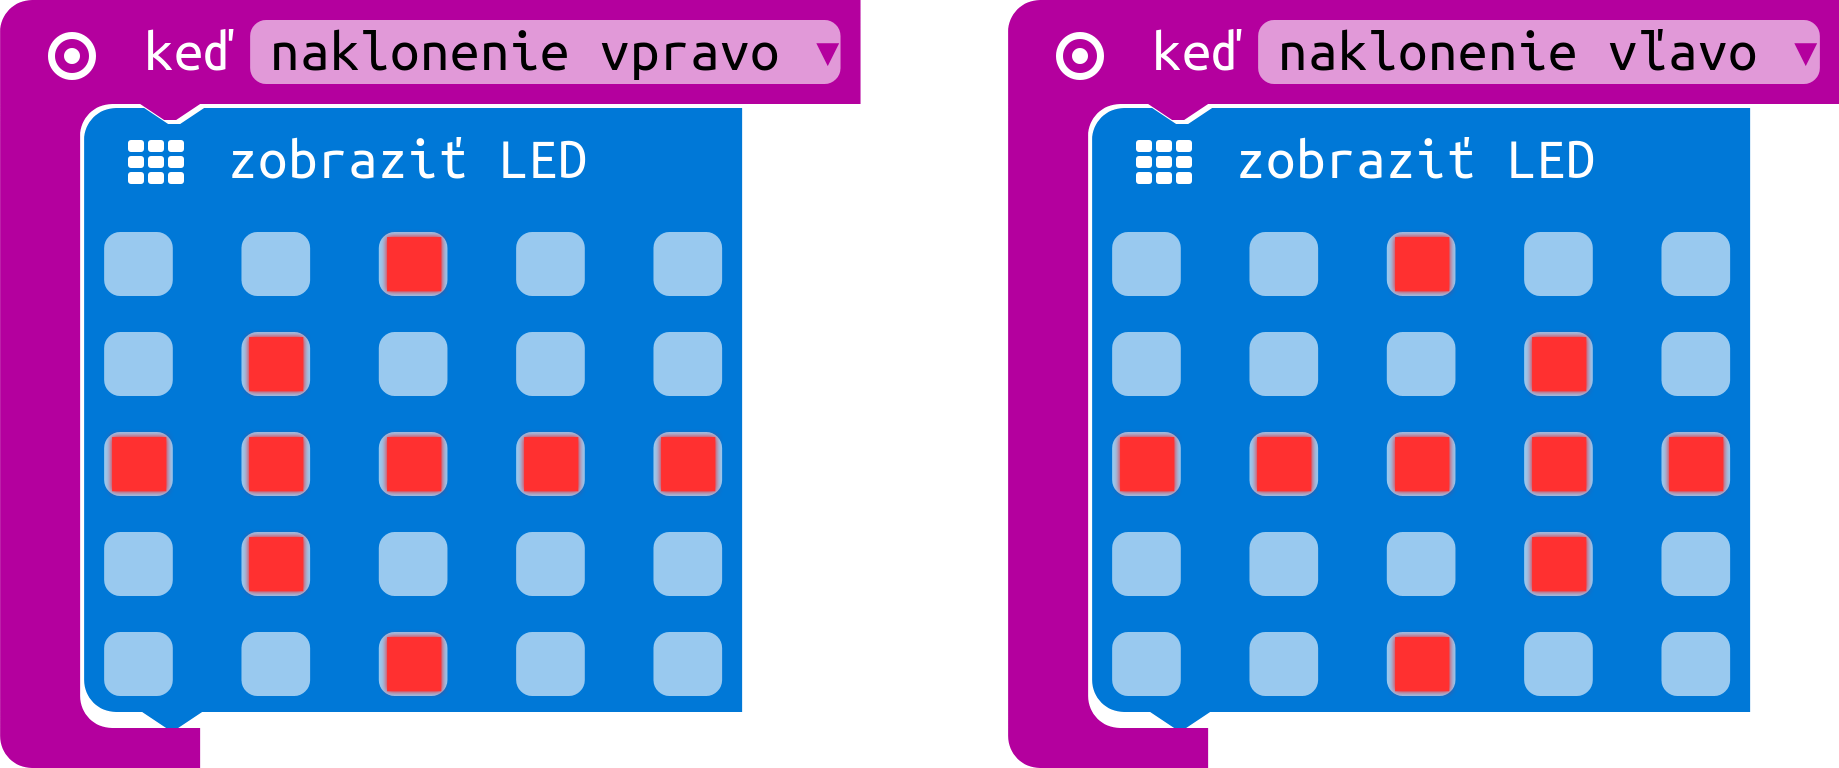 keď naklonenie vpravo
zobraziť LED
keď naklonenie vľavo
zobraziť LED